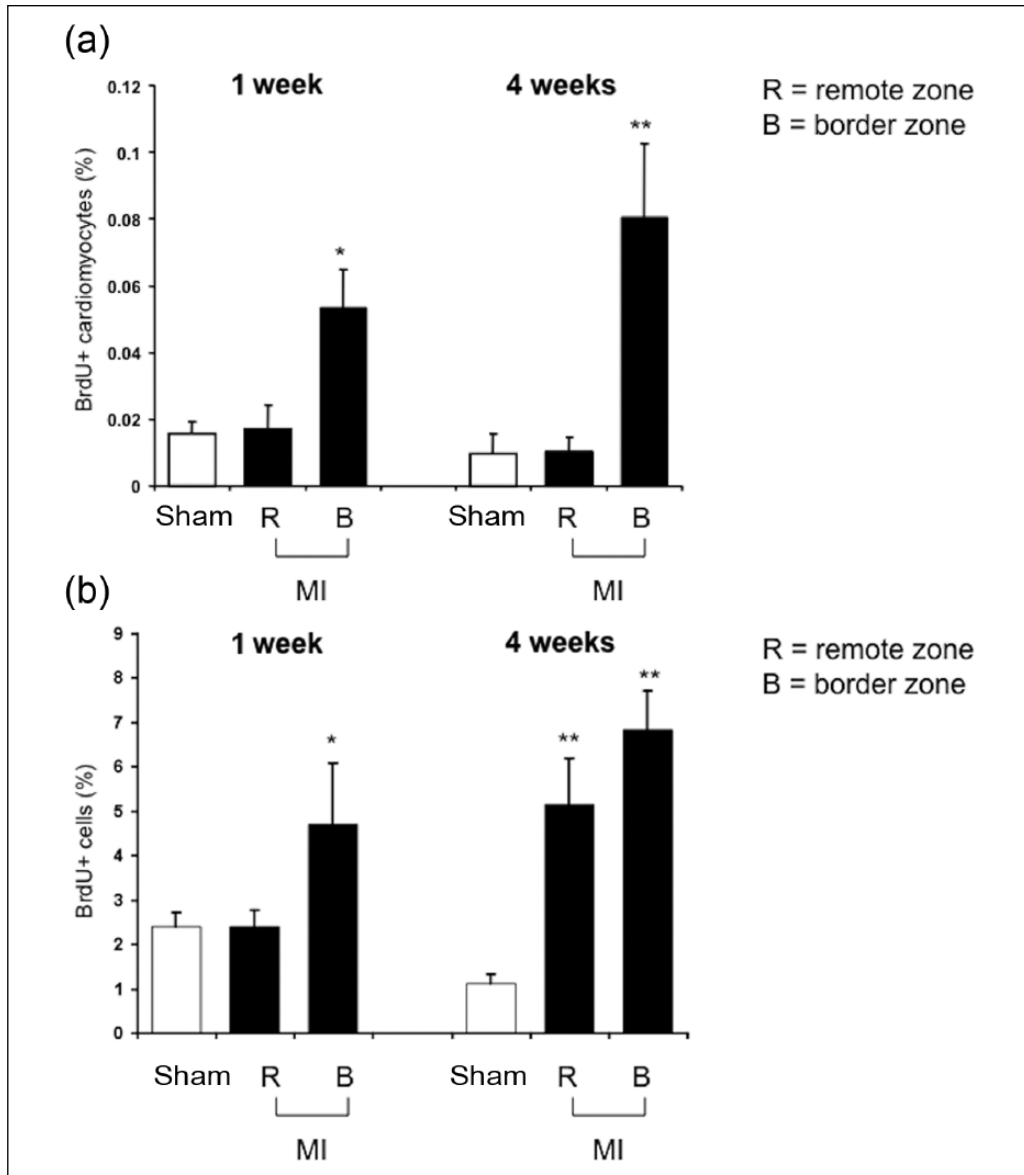 (a)
1 week
4 weeks
R = remote zone
B = border zone
BrdU+ cardiomyocytes (%)
0.12
0.1
0.08
0.06
0.04
0.02
0
*
**
Sham R B Sham R B
MI MI
(b)
1 week
4 weeks
R = remote zone
B = border zone
BrdU+ cells (%)
9
8
7
6
5
4
3
2
1
0
*
**
**
Sham R B Sham R B
MI MI